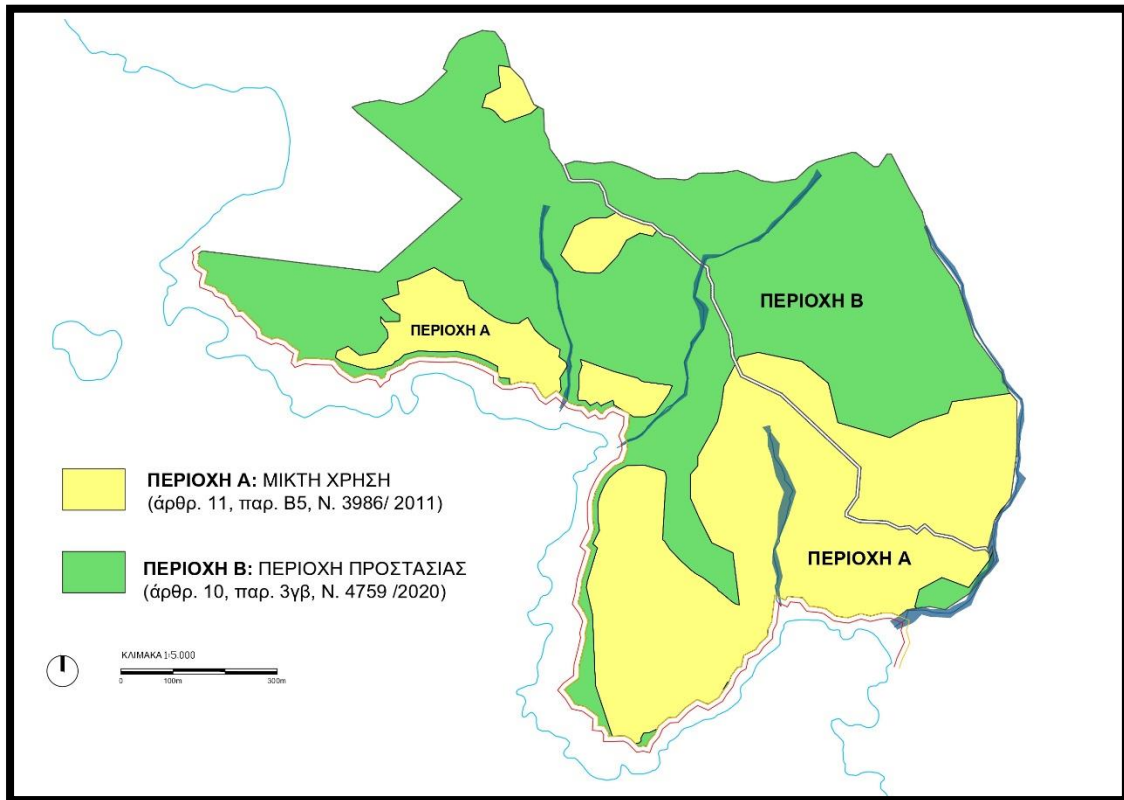 ΠΕΡΙΟΧΗ Β
ΠΕΡΙΟΧΗ Α
ΠΕΡΙΟΧΗ Α: ΜΙΚΤΗ ΧΡΗΣΗ
(άρθρ. 11, παρ. Β5, Ν. 3986/ 2011)
ΠΕΡΙΟΧΗ Α
ΠΕΡΙΟΧΗ Β: ΠΕΡΙΟΧΗ ΠΡΟΣΤΑΣΙΑΣ
(άρθρ. 10, παρ. 3γβ, Ν. 4759 /2020)
ΚΛΙΜΑΚΑ 1:5.000
0 100m 300m